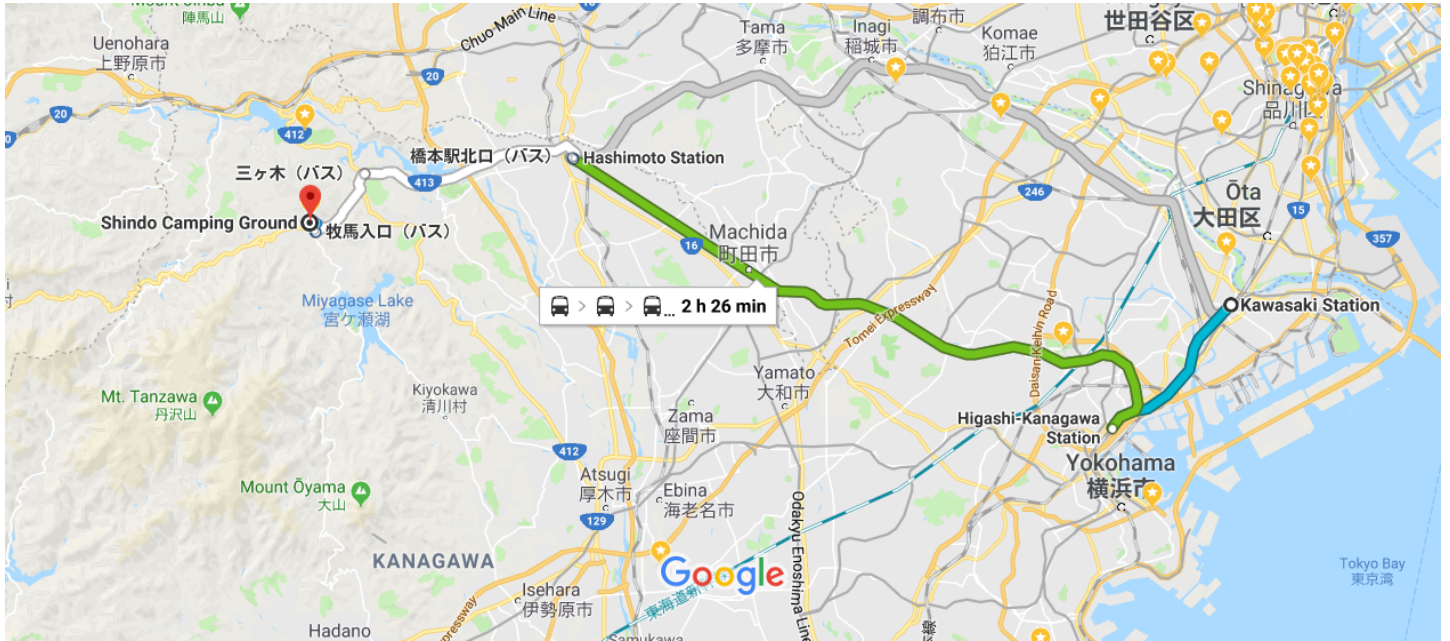 陣馬山
Chuo Main Line
Uenohara
上野原市
Tama
多摩市
Inagi
稲城市
調布市
Komae
狛江市
世田谷区
20
20
20
412
Shinagawa
品川区
橋本駅北口（バス）
Hashimoto Station
三ヶ木（バス）
413
246
Ōta
大田区
15
Shindo Camping Ground
牧馬入口（バス）
16
Machida
町田市
357
Miyagase Lake
宮ケ瀬湖
2 h 26 min
Tomei Expressway
Daisan-Keihin Road
Kawasaki Station
Yamato
大和市
Mt. Tanzawa
丹沢山
Kiyokawa
清川村
Zama
座間市
Higashi-Kanagawa
Station
412
Yokohama
横浜市
Atsugi
厚木市
Mount Ōyama
大山
Ebina
海老名市
129
Odakyu Enoshima Line
KANAGAWA
Google
Tokyo Bay
東京湾
Isehara
伊勢原市
Hadano